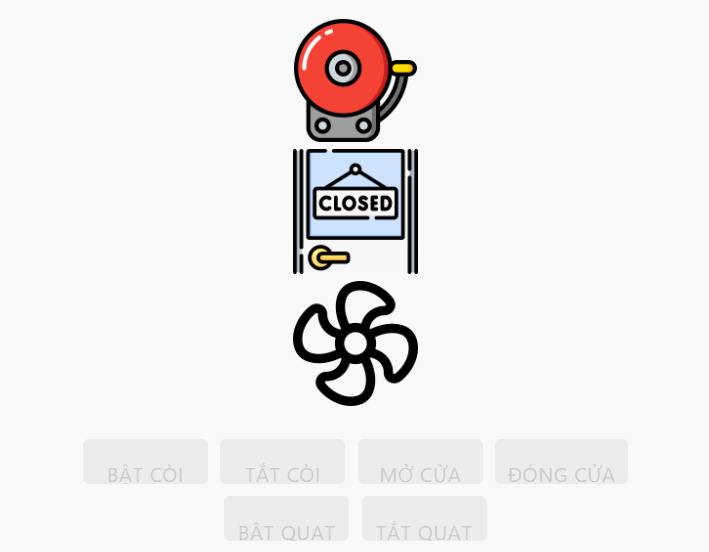 CLOSED
BẬT CÒI TẮT CÒI MỞ CỬA ĐÓNG CỬA
BẬT QUẠT TẮT QUẠT